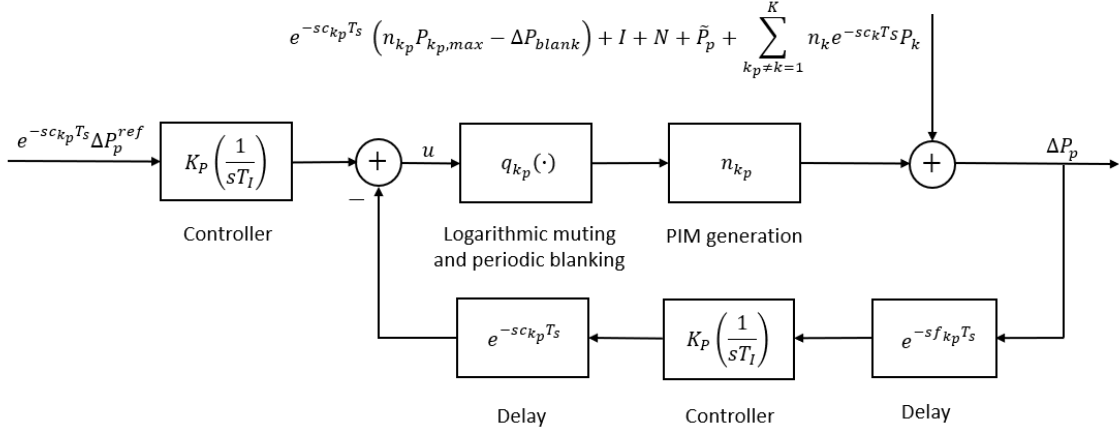 e^{-sc_{k_p}T_s} (n_{k_p}P_{k_p,max} − ΔP_{blank}) + I + N + P̃_p + \sum_{k_p≠k=1}^{K} n_k e^{-sc_kT_S} P_k
e^{-sc_{k_p}T_s} ΔP_p^{ref}
K_P (1/(sT_I))
Controller
+
−
u
q_{k_p}(·)
Logarithmic muting
and periodic blanking
n_{k_p}
PIM generation
+
ΔP_p
e^{-sc_{k_p}T_s}
Delay
K_P (1/(sT_I))
Controller
e^{-sf_{k_p}T_s}
Delay